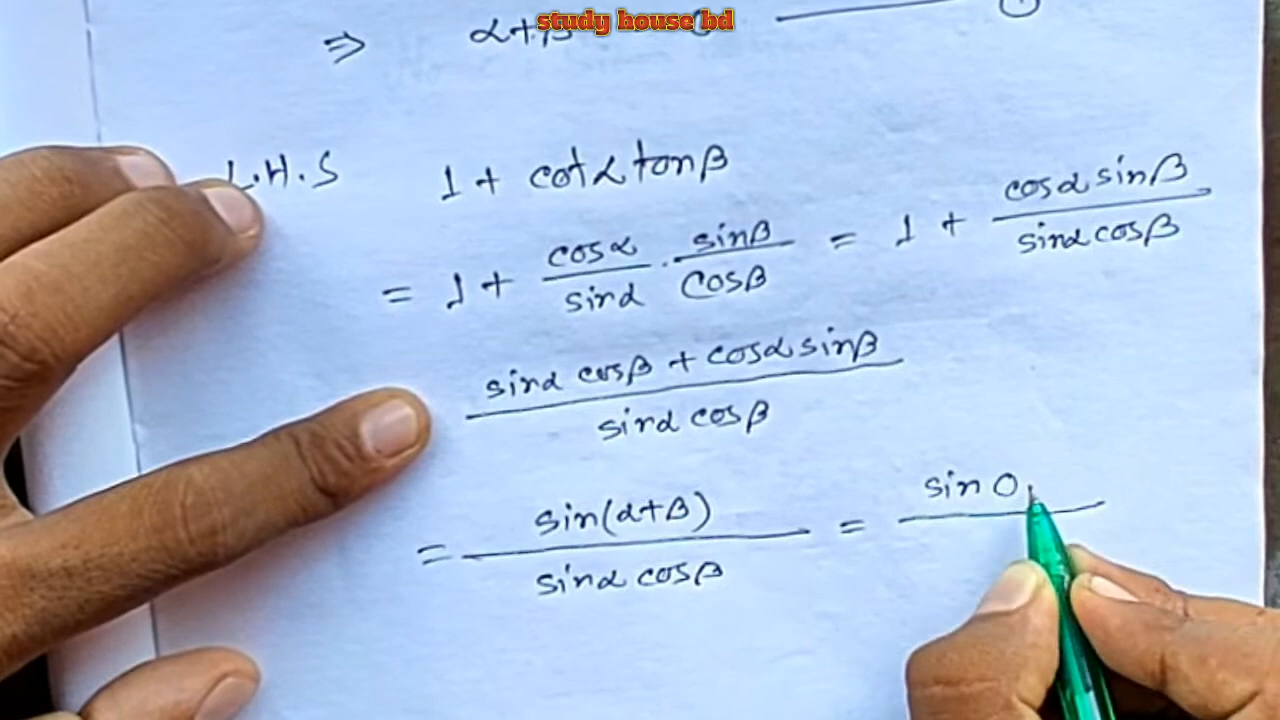 study house bd
⇒ α+β
L.H.S 1 + cotα tanβ
= 1 + cosα/sinα · sinβ/cosβ = 1 + cosα sinβ/sinα cosβ
sinα cosβ + cosα sinβ/sinα cosβ
= sin(α+β)/sinα cosβ = sin 0